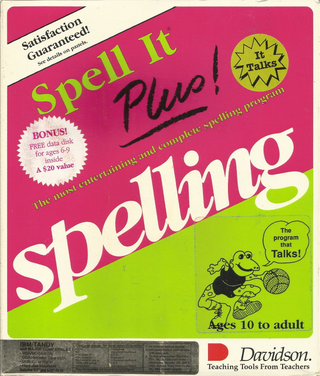 Satisfaction
Guaranteed!
See details on panels.
Spell It
Plus!
It
Talks
BONUS!
FREE data disk
for ages 6-9
inside
A $20 value
The most entertaining and complete spelling program
spelling
The
program
that
Talks!
Ages 10 to adult
IBM/TANDY
Davidson.
Teaching Tools From Teachers